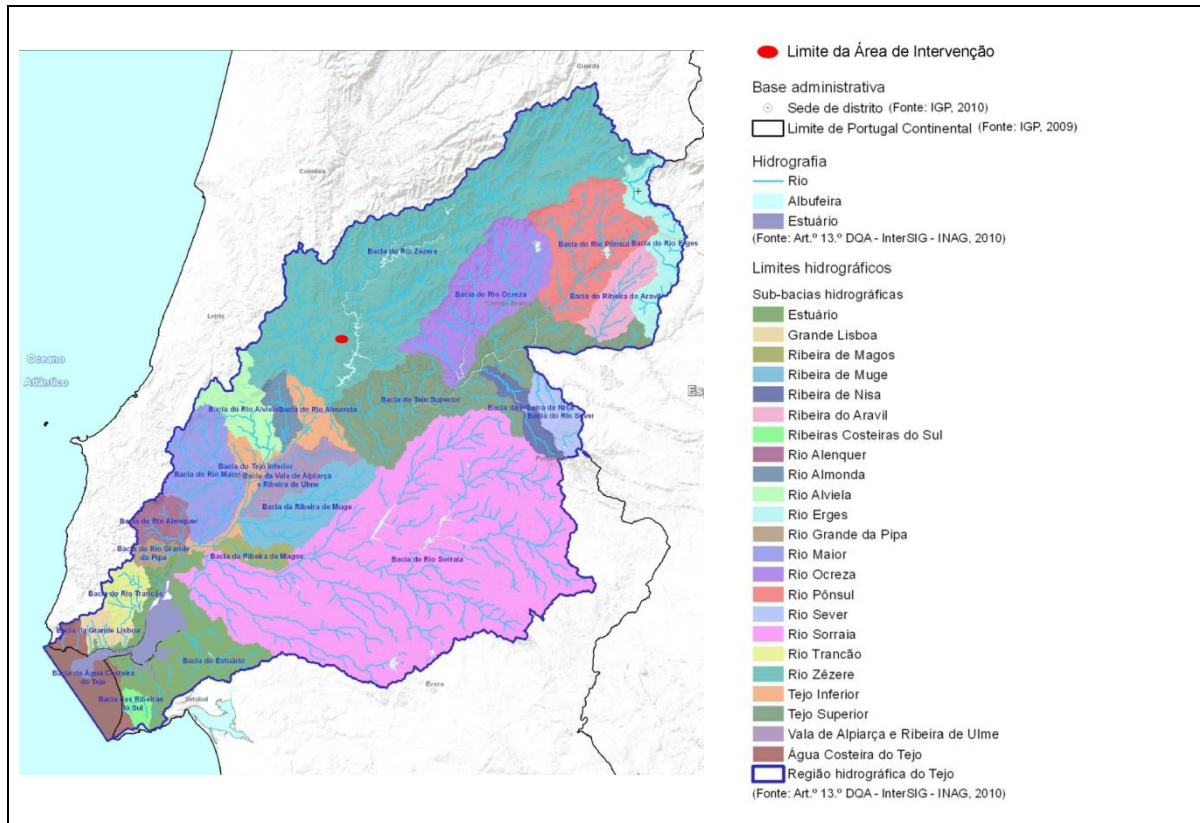 Guarda
Coimbra
Bacia do Rio Zêzere
Bacia do Rio Pônsul
Bacia do Rio Erges
Bacia do Rio Ocreza
Bacia do Ribeira do Aravil
Castelo Branco
Leiria
Oceano
Atlântico
Es
Bacia do Rio Alviela
Bacia do Rio Almonda
Bacia do Tejo Superior
Bacia da Ribeira de Nisa
Bacia do Rio Sever
Bacia do Tejo Inferior
Bacia do Rio Maior
Bacia da Vala de Alpiarça
e Ribeira de Ulme
Bacia da Ribeira de Muge
Bacia do Rio Alenquer
Bacia do Rio Grande
da Pipa
Bacia da Ribeira de Magos
Bacia do Rio Sorraia
Bacia do Rio Trancão
Bacia da Grande Lisboa
Bacia do Estuário
Bacia da Água Costeira
do Tejo
Bacia das Ribeiras
do Sul
Setúbal
Évora
Limite da Área de Intervenção
Base administrativa
Sede de distrito (Fonte: IGP, 2010)
Limite de Portugal Continental (Fonte: IGP, 2009)
Hidrografia
Rio
Albufeira
Estuário
(Fonte: Art.º 13.º DQA - InterSIG - INAG, 2010)
Limites hidrográficos
Sub-bacias hidrográficas
Estuário
Grande Lisboa
Ribeira de Magos
Ribeira de Muge
Ribeira de Nisa
Ribeira do Aravil
Ribeiras Costeiras do Sul
Rio Alenquer
Rio Almonda
Rio Alviela
Rio Erges
Rio Grande da Pipa
Rio Maior
Rio Ocreza
Rio Pônsul
Rio Sever
Rio Sorraia
Rio Trancão
Rio Zêzere
Tejo Inferior
Tejo Superior
Vala de Alpiarça e Ribeira de Ulme
Água Costeira do Tejo
Região hidrográfica do Tejo
(Fonte: Art.º 13.º DQA - InterSIG - INAG, 2010)